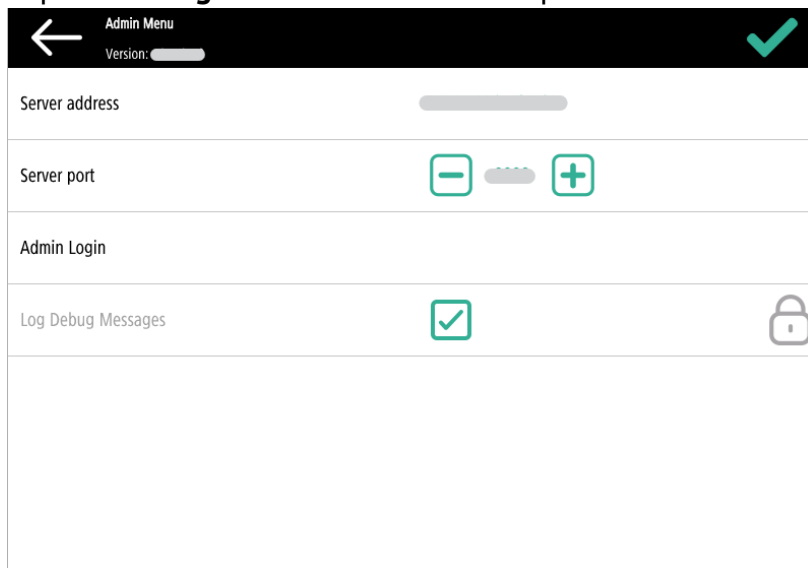 Admin Menu
Version:
Server address
Server port
Admin Login
Log Debug Messages